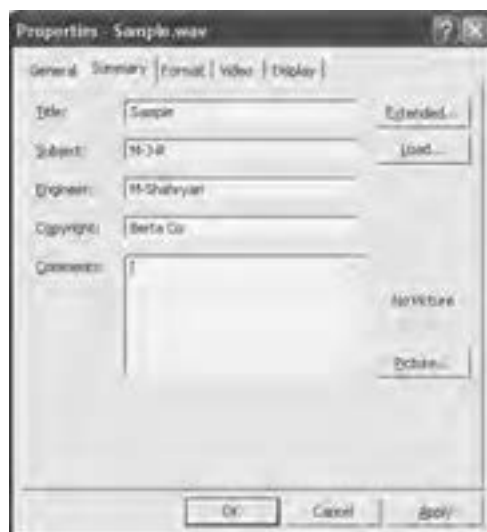 Properties - Sample.wav
General Summary Format Video Display
Title: Sample Extended...
Subject: Load...
Engineer: M-Shahryari
Copyright: Berta Co
Comments:
No Picture
Picture...
OK Cancel Apply